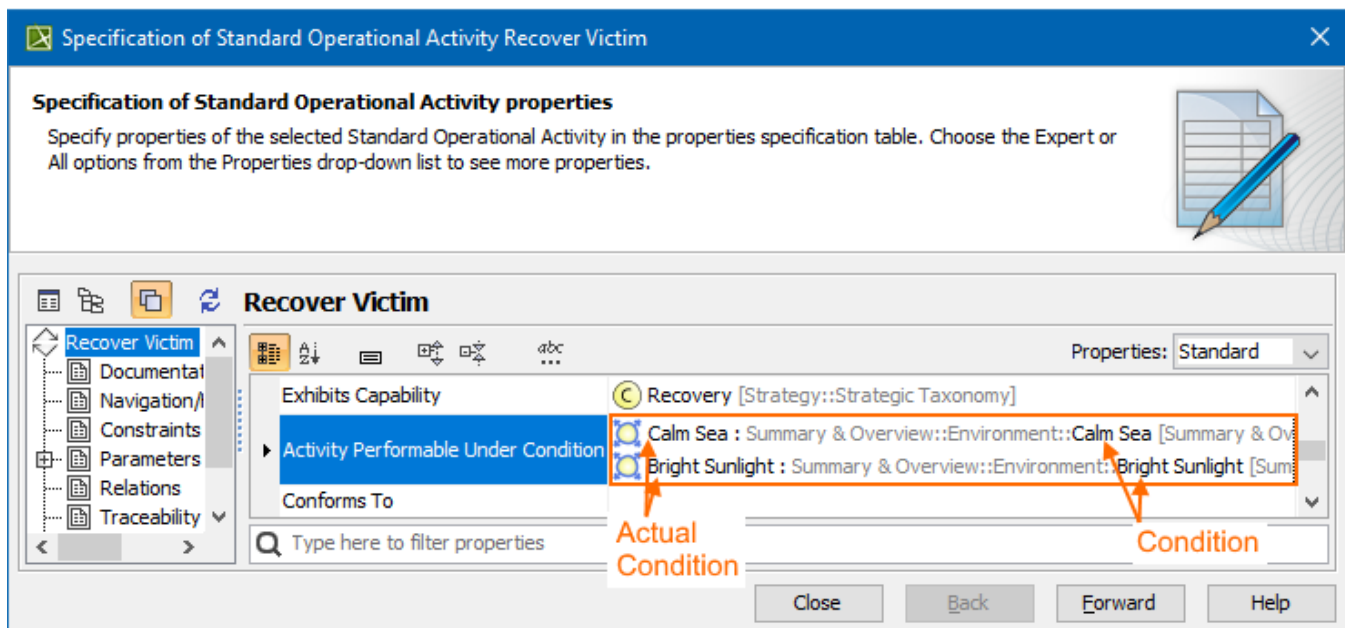 Specification of Standard Operational Activity Recover Victim
Specification of Standard Operational Activity properties
Specify properties of the selected Standard Operational Activity in the properties specification table. Choose the Expert or
All options from the Properties drop-down list to see more properties.
Recover Victim
Recover Victim
Documentat
Navigation/
Constraints
Parameters
Relations
Traceability
Properties: Standard
Exhibits Capability
C Recovery [Strategy::Strategic Taxonomy]
Activity Performable Under Condition
Calm Sea : Summary & Overview::Environment::Calm Sea [Summary & Ov
Bright Sunlight : Summary & Overview::Environment::Bright Sunlight [Sum
Conforms To
Type here to filter properties
Actual
Condition
Condition
Close
Back
Forward
Help